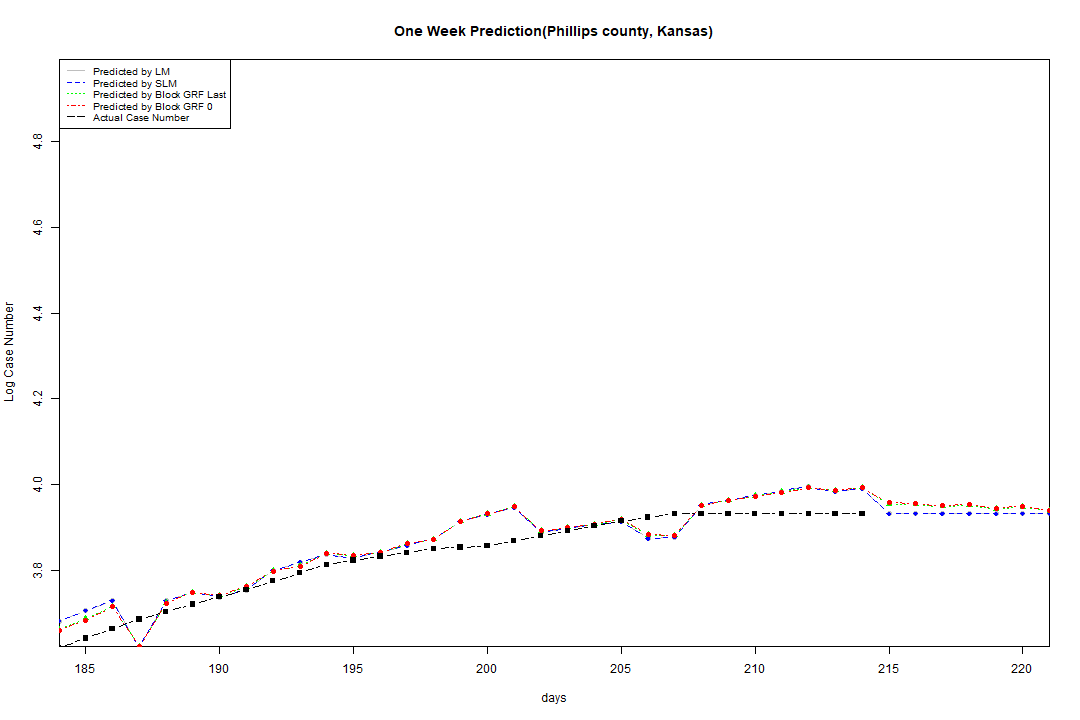 One Week Prediction(Phillips county, Kansas)
Predicted by LM
Predicted by SLM
Predicted by Block GRF Last
Predicted by Block GRF 0
Actual Case Number
4.8
4.6
4.4
4.2
4.0
3.8
Log Case Number
185 190 195 200 205 210 215 220
days